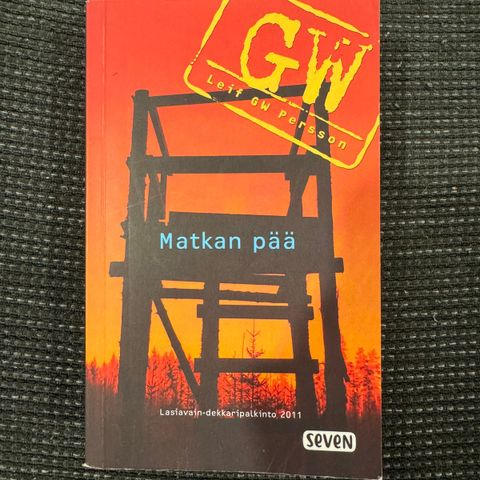 GW
Leif GW Persson
Matkan pää
Lasiavain-dekkaripalkinto 2011
seven